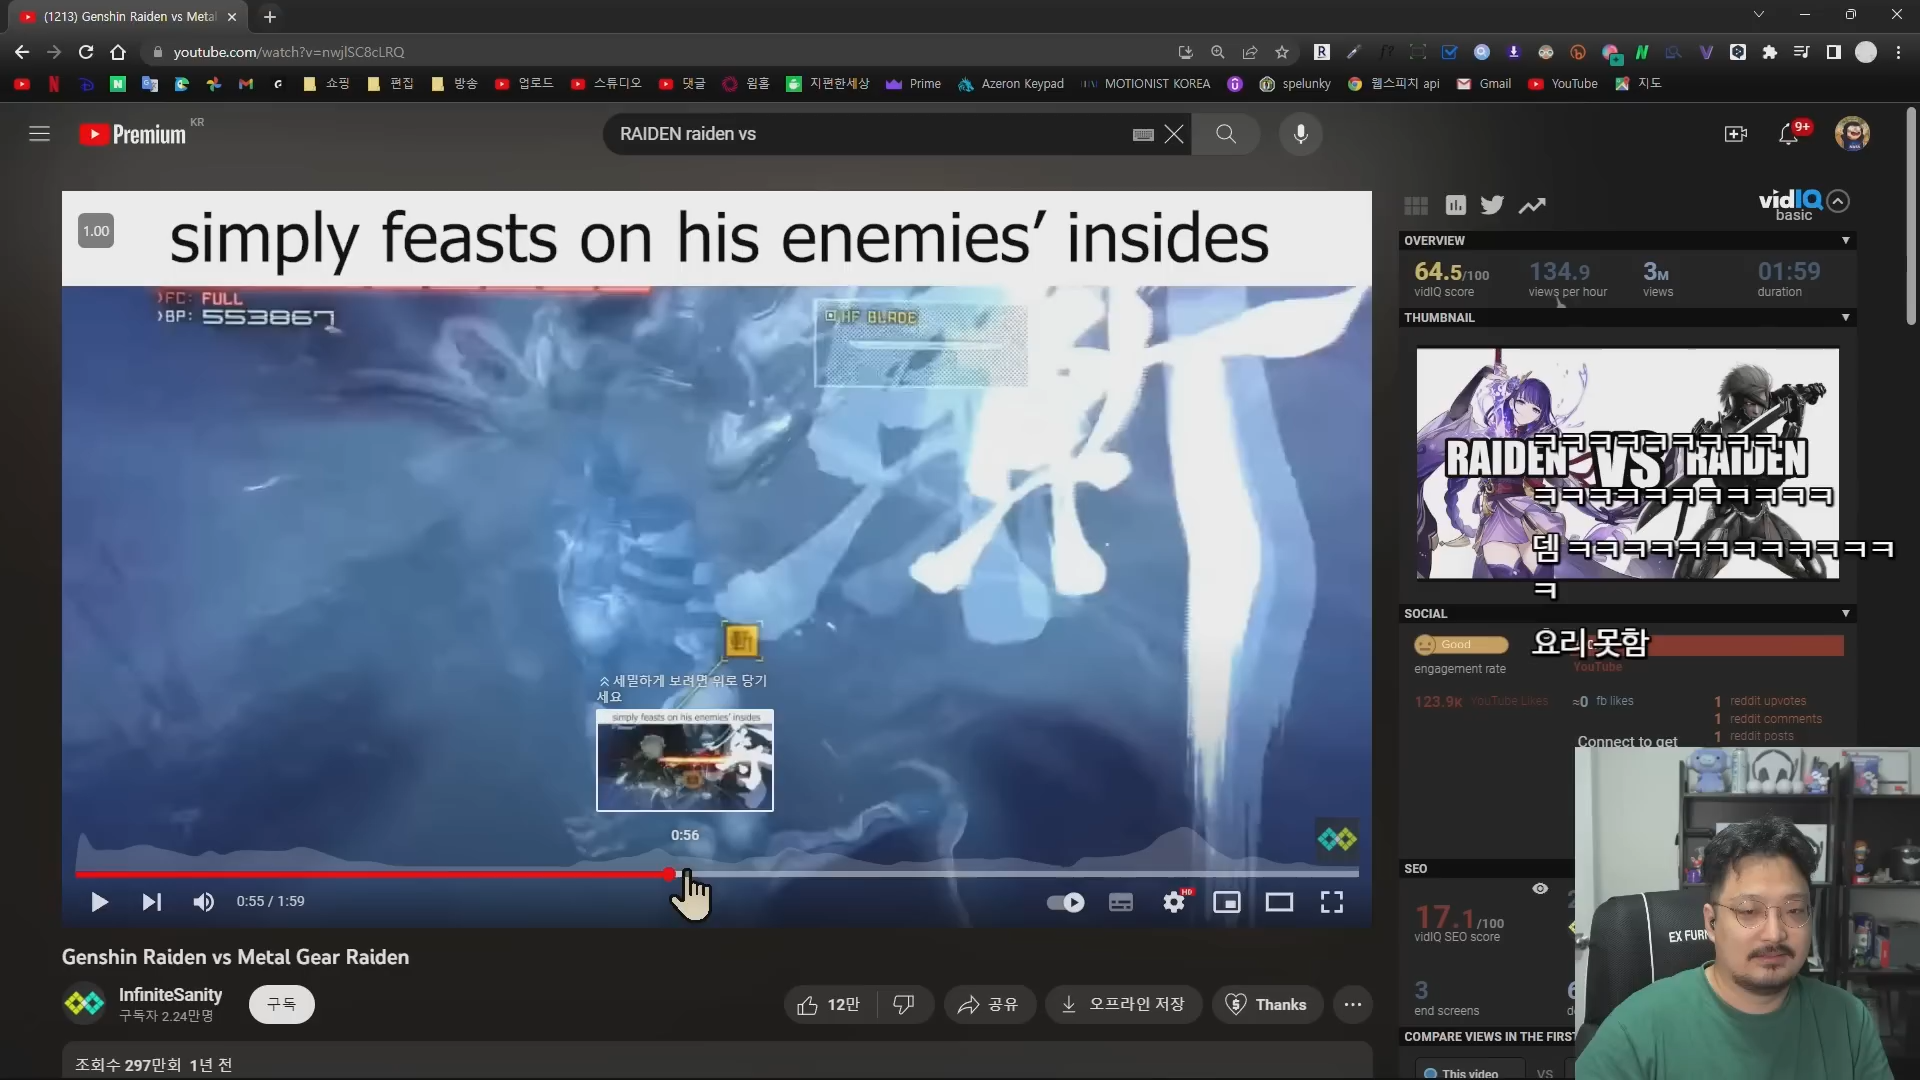 (1213) Genshin Raiden vs Metal
youtube.com/watch?v=nwjlSC8cLRQ
쇼핑 편집 방송 업로드 스튜디오 댓글 윔홀 지편한세상 Prime Azeron Keypad MOTIONIST KOREA spelunky 웹스피치 api Gmail YouTube 지도
Premium KR
RAIDEN raiden vs
9+
1.00
simply feasts on his enemies’ insides
FC: FULL
BP: 553867
HF BLADE
세밀하게 보려면 위로 당기
세요
simply feasts on his enemies’ insides
0:56
0:55 / 1:59
HD
Genshin Raiden vs Metal Gear Raiden
InfiniteSanity
구독자 2.24만명
구독
12만
공유
오프라인 저장
Thanks
조회수 297만회 1년 전
vidIQ
basic
OVERVIEW
64.5/100
vidIQ score
134.9
views per hour
3M
views
01:59
duration
THUMBNAIL
RAIDEN VS RAIDEN
ㅋㅋㅋㅋㅋㅋㅋㅋㅋ
ㅋㅋㅋㅋㅋㅋㅋㅋㅋㅋㅋ
뎀 ㅋㅋㅋㅋㅋㅋㅋㅋㅋㅋㅋㅋ
ㅋ
요리 못함
SOCIAL
Good
engagement rate
YouTube
123.9K YouTube Likes
≈0 fb likes
1 reddit upvotes
1 reddit comments
1 reddit posts
Connect to get
SEO
17.1/100
vidIQ SEO score
3
end screens
COMPARE VIEWS IN THE FIRST
This video
VS
EX FURN